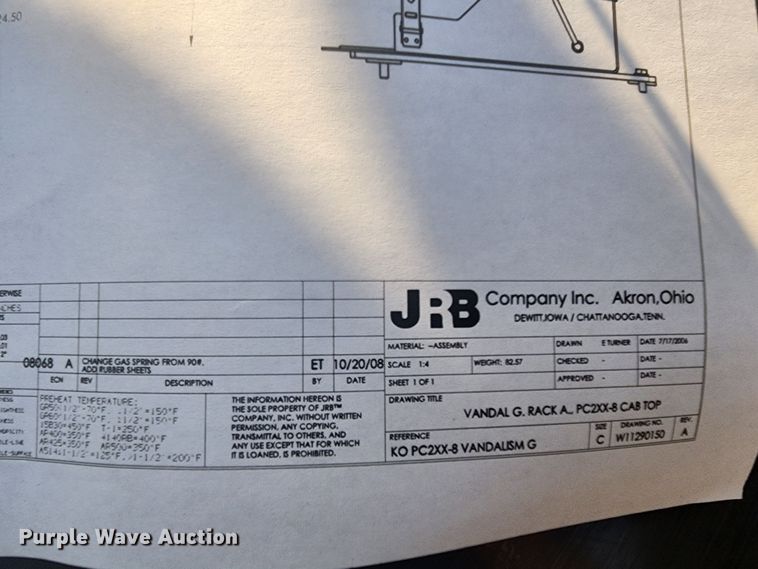 24.50
ERWISE
08068 A CHANGE GAS SPRING FROM 90#.
ADD RUBBER SHEETS
ET 10/20/08
ECN REV DESCRIPTION BY DATE
JRB Company Inc. Akron,Ohio
DEWITT,IOWA / CHATTANOOGA,TENN.
MATERIAL: -ASSEMBLY
DRAWN E TURNER DATE 7/17/2006
SCALE 1:4 WEIGHT: 82.57
CHECKED - DATE -
SHEET 1 OF 1
APPROVED - DATE -
DRAWING TITLE
VANDAL G. RACK A., PC2XX-8 CAB TOP
REFERENCE
KO PC2XX-8 VANDALISM G
SIZE C
DRAWING NO. W11290150
REV. A
PREHEAT TEMPERATURE:
THE INFORMATION HEREON IS
THE SOLE PROPERTY OF JRB™
COMPANY, INC. WITHOUT WRITTEN
PERMISSION, ANY COPYING,
TRANSMITTAL TO OTHERS, AND
ANY USE EXCEPT THAT FOR WHICH
IT IS LOANED, IS PROHIBITED.
Purple Wave Auction